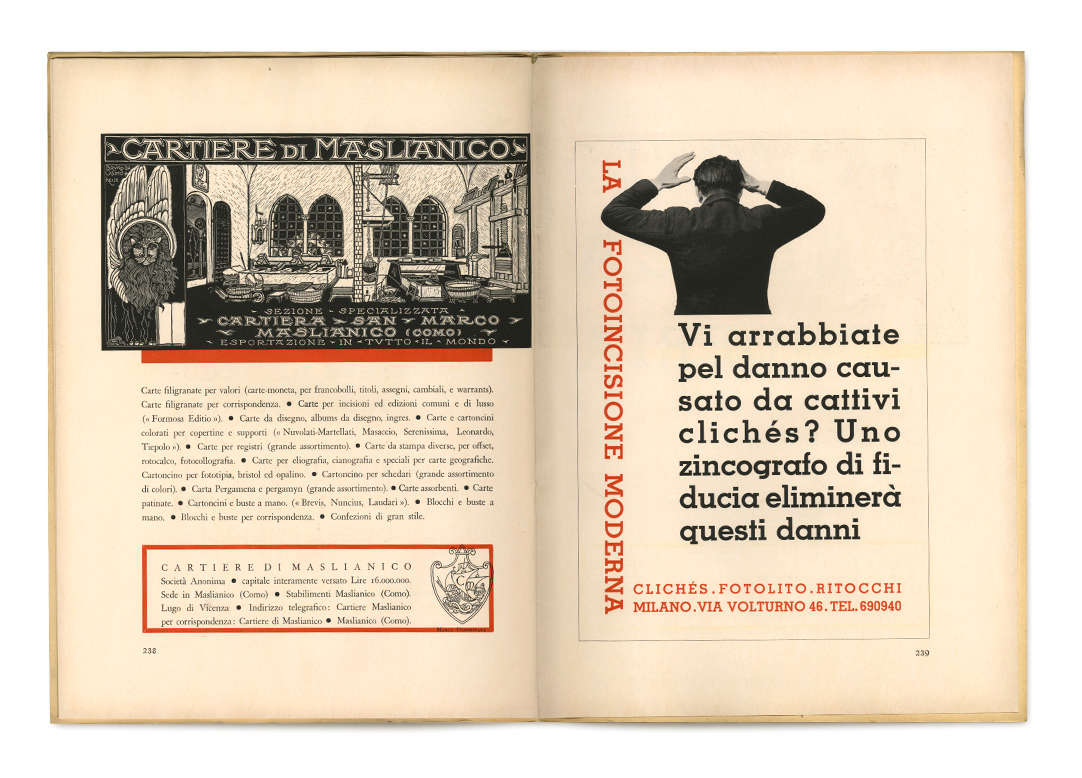 CARTIERE DI MASLIANICO
SEZIONE SPECIALIZZATA
CARTIERA SAN MARCO
MASLIANICO (COMO)
ESPORTAZIONE IN TVTTO IL MONDO
Carte filigranate per valori (carte-moneta, per francobolli, titoli, assegni, cambiali, e warrants).
Carte filigranate per corrispondenza. ● Carte per incisioni ed edizioni comuni e di lusso
(« Formosa Editio »). ● Carte da disegno, albums da disegno, ingres. ● Carte e cartoncini
colorati per copertine e supporti (« Nuvolati-Martellati, Masaccio, Serenissima, Leonardo,
Tiepolo »). ● Carte per registri (grande assortimento). ● Carte da stampa diverse, per offset,
rotocalco, fotocollografia. ● Carte per eliografia, cianografia e speciali per carte geografiche.
Cartoncino per fototipia, bristol ed opalino. ● Cartoncino per schedari (grande assortimento
di colori). ● Carta Pergamena e pergamyn (grande assortimento). ● Carte assorbenti. ● Carte
patinate. ● Cartoncini e buste a mano. (« Brevis, Nuncius, Laudari »). ● Blocchi e buste a
mano. ● Blocchi e buste per corrispondenza. ● Confezioni di gran stile.
CARTIERE DI MASLIANICO
Società Anonima ● capitale interamente versato Lire 16.000.000.
Sede in Maslianico (Como) ● Stabilimenti Maslianico (Como).
Lugo di Vicenza ● Indirizzo telegrafico: Cartiere Maslianico
per corrispondenza: Cartiere di Maslianico ● Maslianico (Como).
C M
238
LA FOTOINCISIONE MODERNA
Vi arrabbiate
pel danno cau-
sato da cattivi
clichés? Uno
zincografo di fi-
ducia eliminerà
questi danni
CLICHÉS.FOTOLITO.RITOCCHI
MILANO.VIA VOLTURNO 46.TEL.690940
239